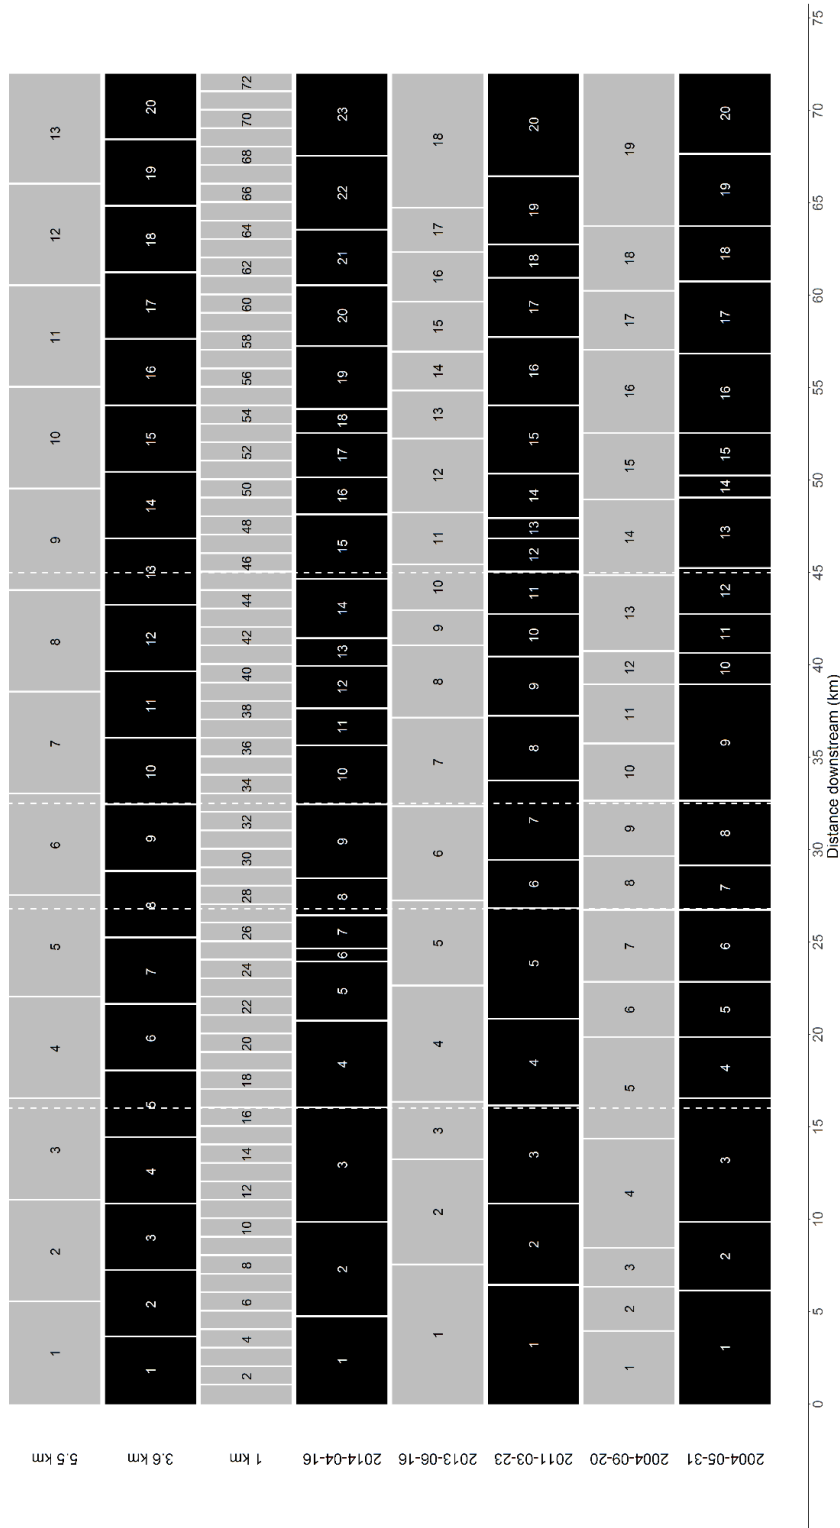 5.5 km 1 2 3 4 5 6 7 8 9 10 11 12 13
3.6 km 1 2 3 4 5 6 7 8 9 10 11 12 13 14 15 16 17 18 19 20
1 km 2 4 6 8 10 12 14 16 18 20 22 24 26 28 30 32 34 36 38 40 42 44 46 48 50 52 54 56 58 60 62 64 66 68 70 72
2014-04-16 1 2 3 4 5 6 7 8 9 10 11 12 13 14 15 16 17 18 19 20 21 22 23
2013-06-16 1 2 3 4 5 6 7 8 9 10 11 12 13 14 15 16 17 18
2011-03-23 1 2 3 4 5 6 7 8 9 10 11 12 13 14 15 16 17 18 19 20
2004-09-20 1 2 3 4 5 6 7 8 9 10 11 12 13 14 15 16 17 18 19
2004-05-31 1 2 3 4 5 6 7 8 9 10 11 12 13 14 15 16 17 18 19 20
0 5 10 15 20 25 30 35 40 45 50 55 60 65 70 75
Distance downstream (km)